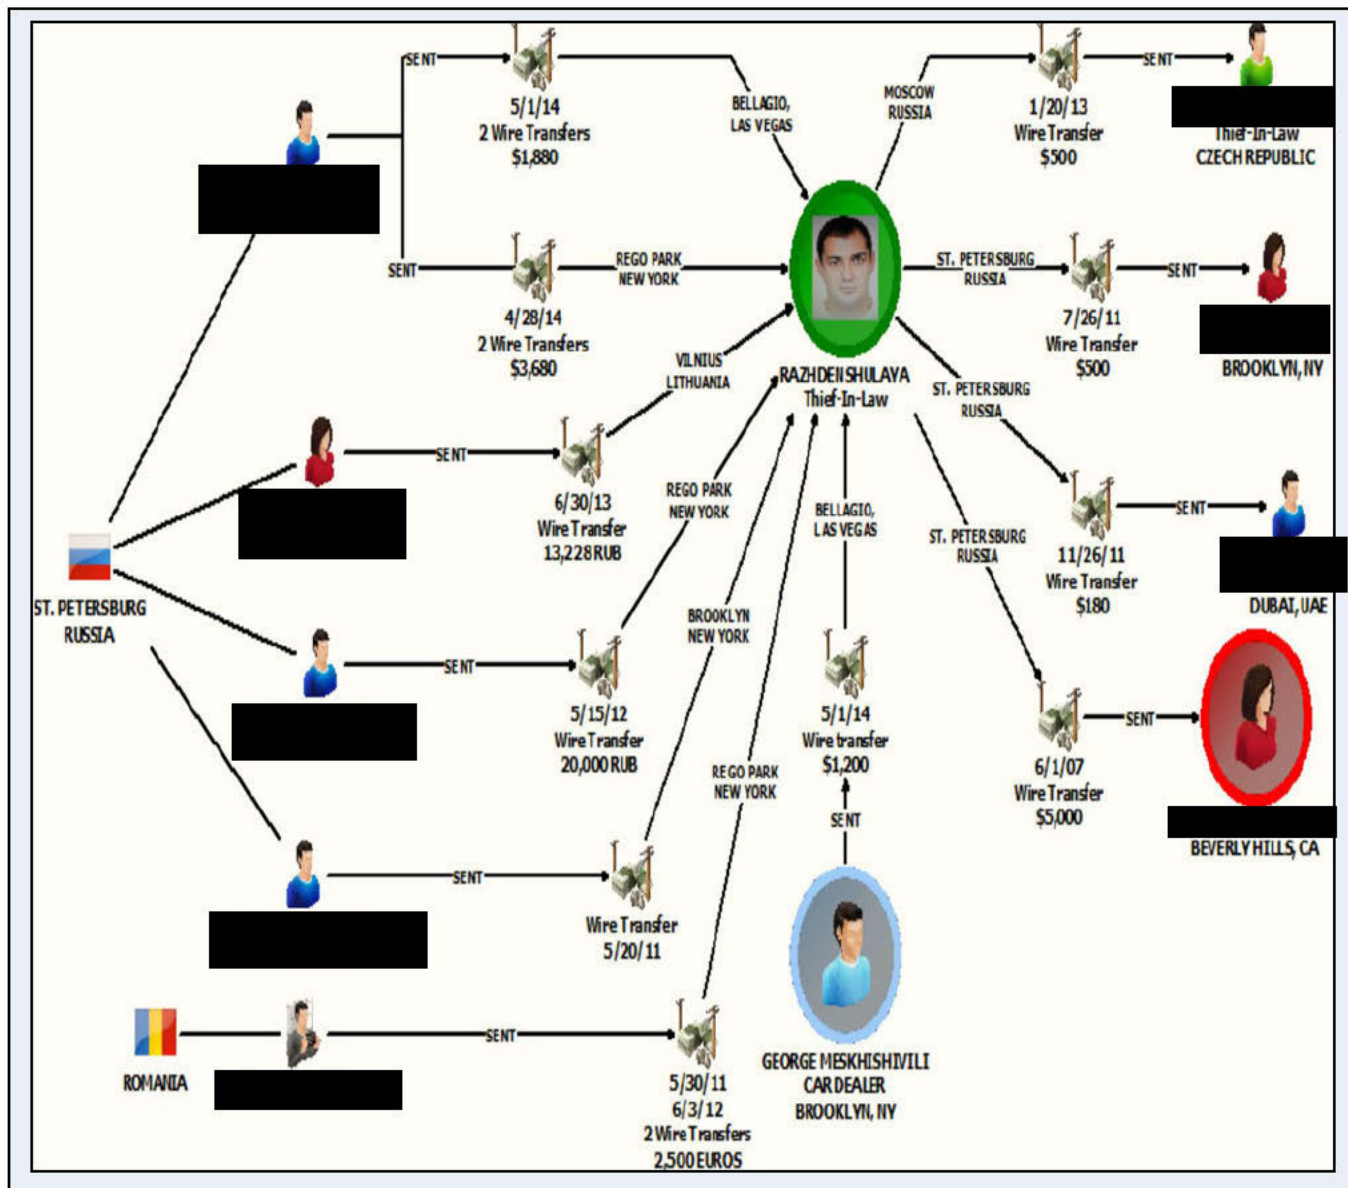 SENT
5/1/14
2 Wire Transfers
$1,880
BELLAGIO,
LAS VEGAS
MOSCOW
RUSSIA
1/20/13
Wire Transfer
$500
SENT
Thief-In-Law
CZECH REPUBLIC
SENT
4/28/14
2 Wire Transfers
$3,680
REGO PARK
NEW YORK
RAZHDEN SHULAYA
Thief-In-Law
ST. PETERSBURG
RUSSIA
7/26/11
Wire Transfer
$500
SENT
BROOKLYN, NY
SENT
6/30/13
Wire Transfer
13,228 RUB
VILNIUS
LITHUANIA
ST. PETERSBURG
RUSSIA
11/26/11
Wire Transfer
$180
SENT
DUBAI, UAE
ST. PETERSBURG
RUSSIA
SENT
5/15/12
Wire Transfer
20,000 RUB
REGO PARK
NEW YORK
BELLAGIO,
LAS VEGAS
5/1/14
Wire transfer
$1,200
SENT
ST. PETERSBURG
RUSSIA
6/1/07
Wire Transfer
$5,000
SENT
BEVERLY HILLS, CA
SENT
Wire Transfer
5/20/11
BROOKLYN
NEW YORK
REGO PARK
NEW YORK
ROMANIA
SENT
5/30/11
6/3/12
2 Wire Transfers
2,500 EUROS
GEORGE MESKHISHIVILI
CAR DEALER
BROOKLYN, NY